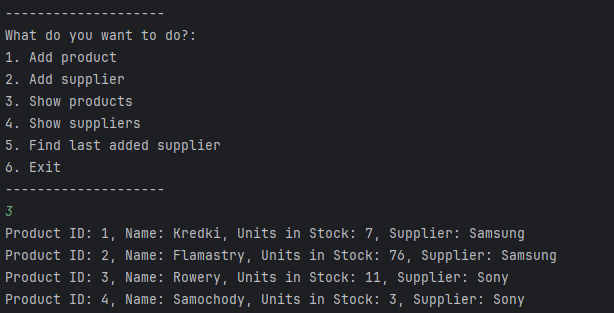 --------------------
What do you want to do?:
1. Add product
2. Add supplier
3. Show products
4. Show suppliers
5. Find last added supplier
6. Exit
--------------------
3
Product ID: 1, Name: Kredki, Units in Stock: 7, Supplier: Samsung
Product ID: 2, Name: Flamastry, Units in Stock: 76, Supplier: Samsung
Product ID: 3, Name: Rowery, Units in Stock: 11, Supplier: Sony
Product ID: 4, Name: Samochody, Units in Stock: 3, Supplier: Sony